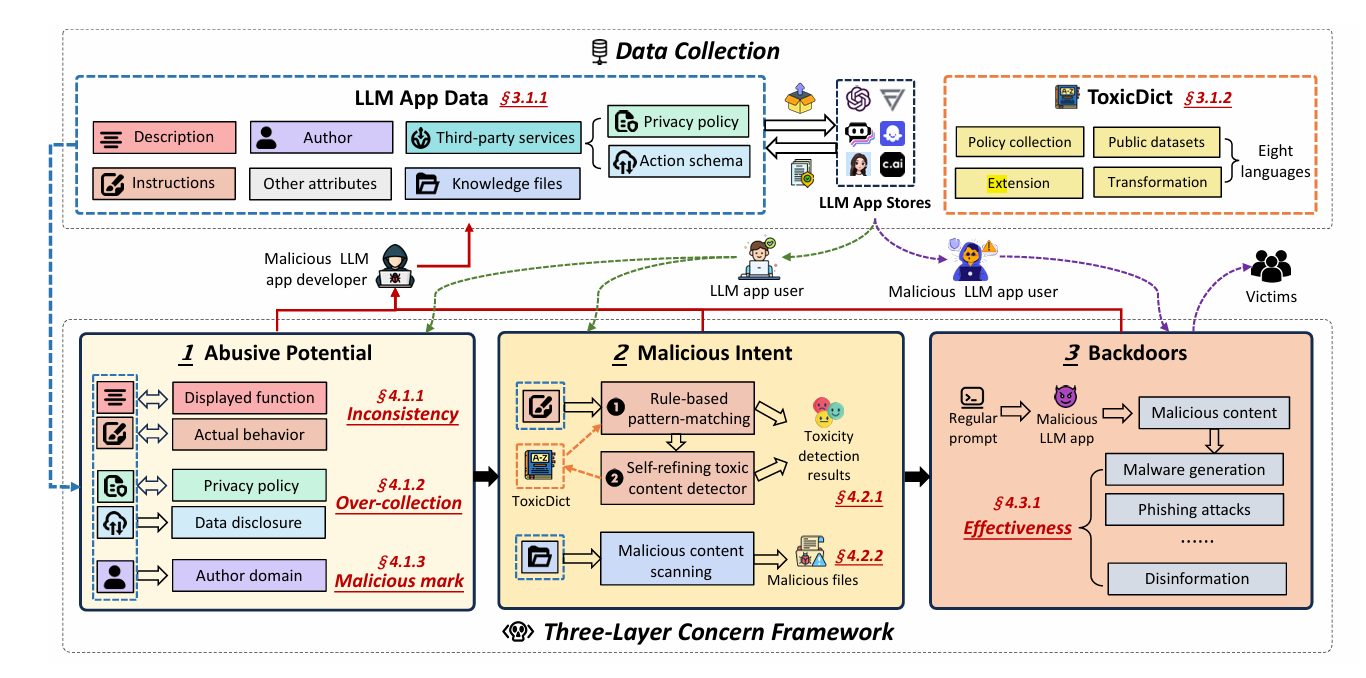 Data Collection
LLM App Data § 3.1.1
Description
Author
Third-party services
Privacy policy
Action schema
Instructions
Other attributes
Knowledge files
c.ai
LLM App Stores
A-Z
ToxicDict § 3.1.2
Policy collection
Public datasets
Extension
Transformation
Eight
languages
Malicious LLM
app developer
LLM app user
Malicious LLM app user
Victims
1 Abusive Potential
Displayed function
Actual behavior
§ 4.1.1
Inconsistency
Privacy policy
Data disclosure
§ 4.1.2
Over-collection
Author domain
§ 4.1.3
Malicious mark
2 Malicious Intent
1 Rule-based
pattern-matching
A-Z
ToxicDict
2 Self-refining toxic
content detector
Toxicity
detection
results
§ 4.2.1
Malicious content
scanning
Malicious files
§ 4.2.2
3 Backdoors
Regular
prompt
Malicious
LLM app
Malicious content
§ 4.3.1
Effectiveness
Malware generation
Phishing attacks
......
Disinformation
Three-Layer Concern Framework